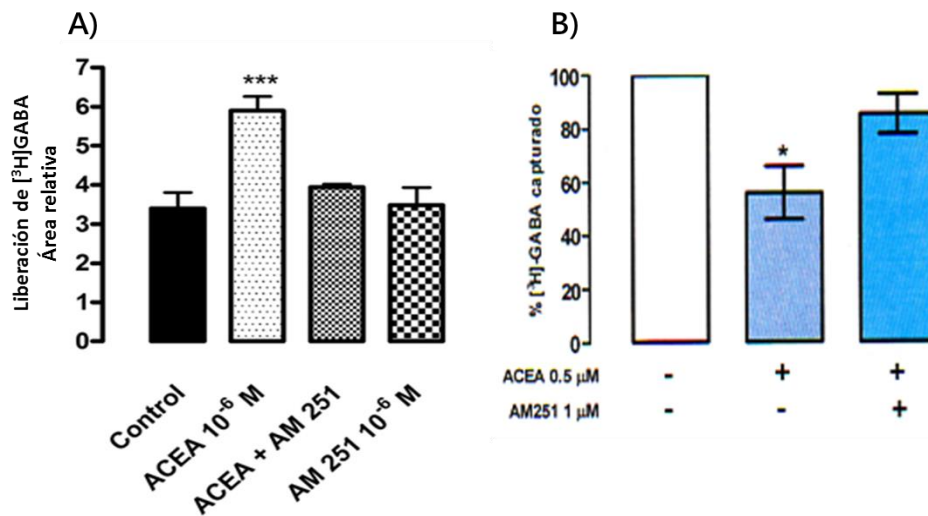 A)
Liberación de [³H]GABA
Área relativa
7
6
5
4
3
2
1
0
***
Control
ACEA 10⁻⁶ M
ACEA + AM 251
AM 251 10⁻⁶ M
B)
% [³H]-GABA capturado
100
80
60
40
20
0
*
ACEA 0.5 µM - + +
AM251 1 µM - - +